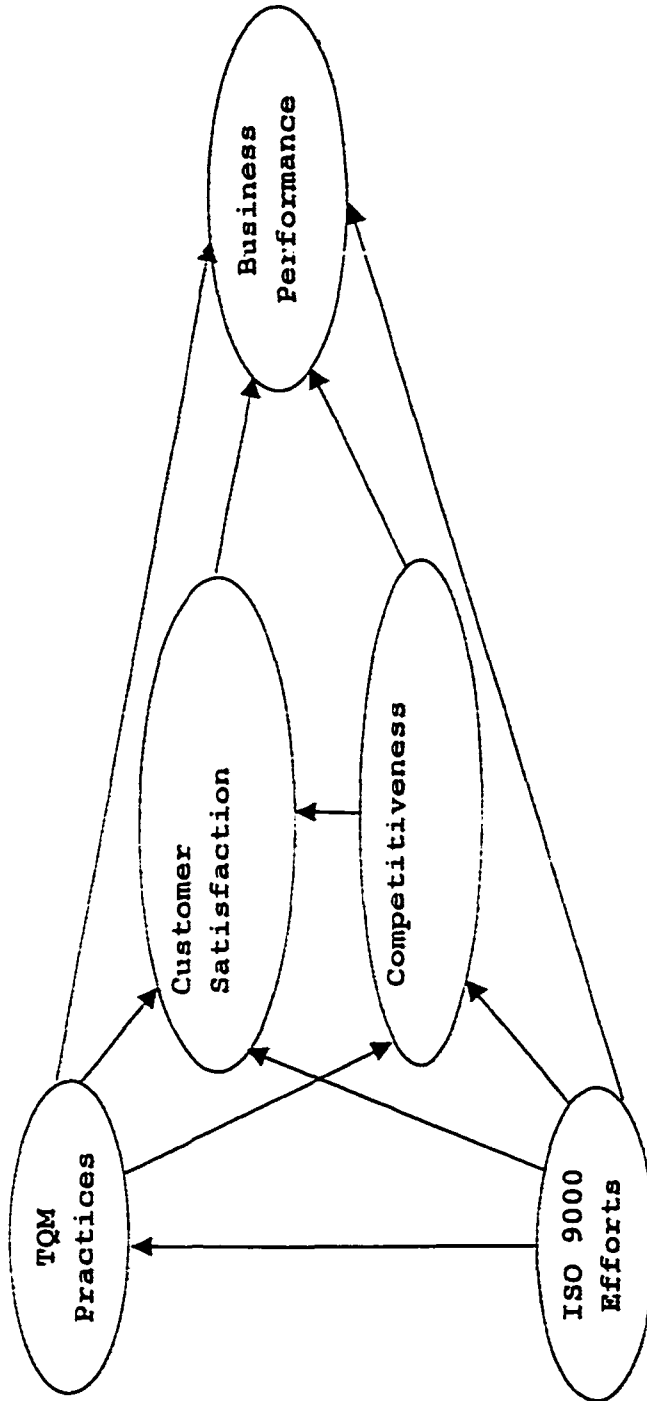 TQM
Practices
Customer
Satisfaction
Business
Performance
Competitiveness
ISO 9000
Efforts